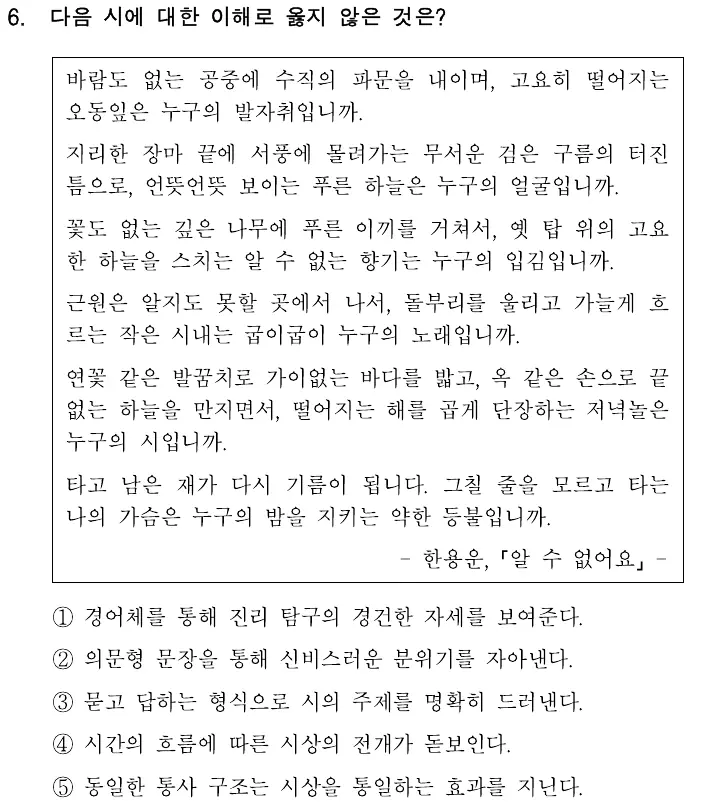 6. 다음 시에 대한 이해로 옳지 않은 것은?
바람도 없는 공중에 수직의 파문을 내이며, 고요히 떨어지는
오동잎은 누구의 발자취입니까.
지리한 장마 끝에 서풍에 몰려가는 무서운 검은 구름의 터진
틈으로, 언뜻언뜻 보이는 푸른 하늘은 누구의 얼굴입니까.
꽃도 없는 깊은 나무에 푸른 이끼를 거쳐서, 옛 탑 위의 고요
한 하늘을 스치는 알 수 없는 향기는 누구의 입김입니까.
근원은 알지도 못할 곳에서 나서, 돌부리를 울리고 가늘게 흐
르는 작은 시내는 굽이굽이 누구의 노래입니까.
연꽃 같은 발꿈치로 가이없는 바다를 밟고, 옥 같은 손으로 끝
없는 하늘을 만지면서, 떨어지는 해를 곱게 단장하는 저녁놀은
누구의 시입니까.
타고 남은 재가 다시 기름이 됩니다. 그칠 줄을 모르고 타는
나의 가슴은 누구의 밤을 지키는 약한 등불입니까.
- 한용운, 「알 수 없어요」 -
① 경어체를 통해 진리 탐구의 경건한 자세를 보여준다.
② 의문형 문장을 통해 신비스러운 분위기를 자아낸다.
③ 묻고 답하는 형식으로 시의 주제를 명확히 드러낸다.
④ 시간의 흐름에 따른 시상의 전개가 돋보인다.
⑤ 동일한 통사 구조는 시상을 통일하는 효과를 지닌다.